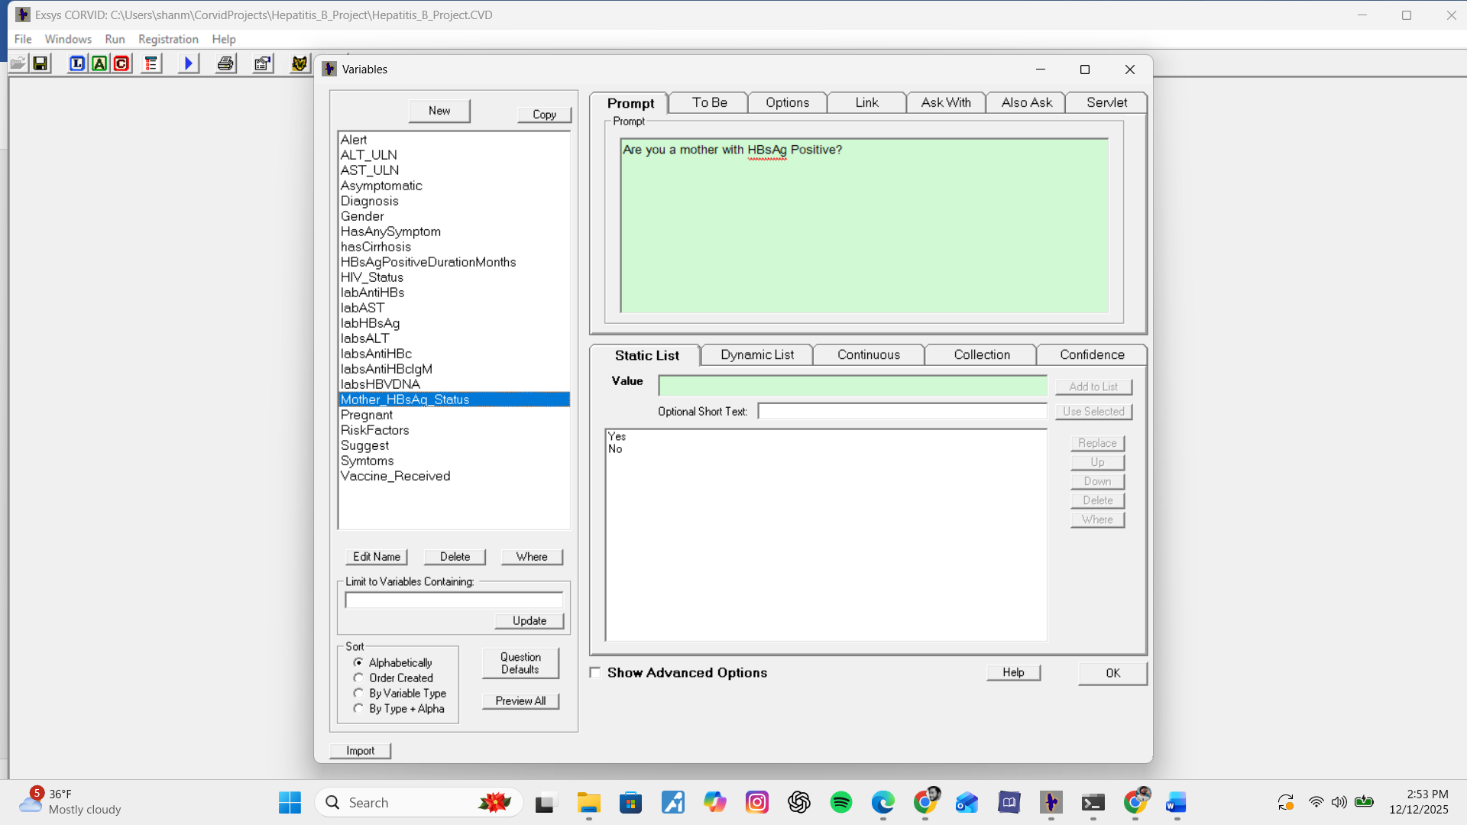 Exsys CORVID: C:\Users\shanm\CorvidProjects\Hepatitis_B_Project\Hepatitis_B_Project.CVD
File Windows Run Registration Help
L A C
Variables
New
Copy
Alert
ALT_ULN
AST_ULN
Asymptomatic
Diagnosis
Gender
HasAnySymptom
hasCirrhosis
HBsAgPositiveDurationMonths
HIV_Status
labAntiHBs
labAST
labHBsAg
labsALT
labsAntiHBc
labsAntiHBcIgM
labsHBVDNA
Mother_HBsAg_Status
Pregnant
RiskFactors
Suggest
Symtoms
Vaccine_Received
Edit Name
Delete
Where
Limit to Variables Containing:
Update
Sort
Alphabetically
Order Created
By Variable Type
By Type + Alpha
Question
Defaults
Preview All
Import
Prompt
To Be
Options
Link
Ask With
Also Ask
Servlet
Prompt
Are you a mother with HBsAg Positive?
Static List
Dynamic List
Continuous
Collection
Confidence
Value
Add to List
Optional Short Text:
Use Selected
Yes
No
Replace
Up
Down
Delete
Where
Show Advanced Options
Help
OK
5
36°F
Mostly cloudy
Search
2:53 PM
12/12/2025